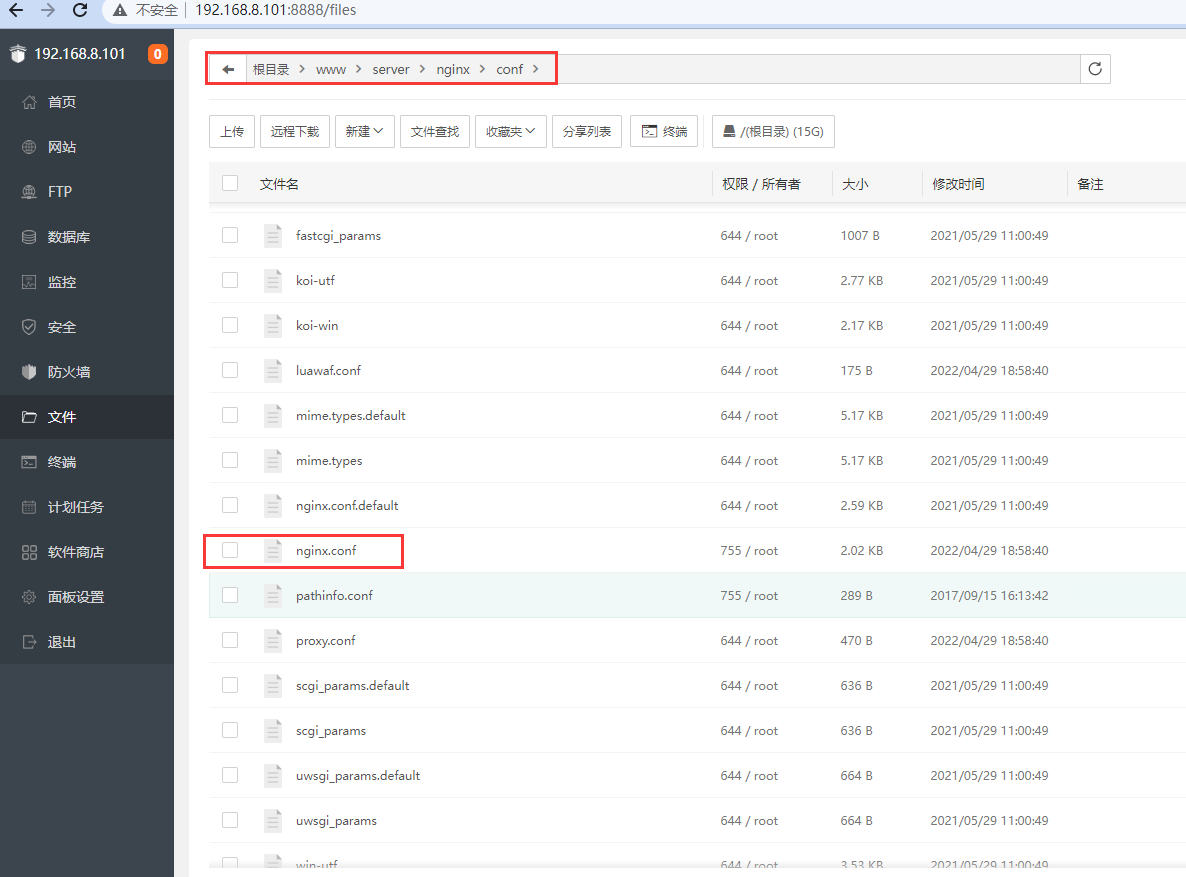 不安全 192.168.8.101:8888/files
192.168.8.101 0
首页
网站
FTP
数据库
监控
安全
防火墙
文件
终端
计划任务
软件商店
面板设置
退出
根目录 www server nginx conf
上传 远程下载 新建 文件查找 收藏夹 分享列表 终端 /(根目录) (15G)
文件名 权限 / 所有者 大小 修改时间 备注
fastcgi_params 644 / root 1007 B 2021/05/29 11:00:49
koi-utf 644 / root 2.77 KB 2021/05/29 11:00:49
koi-win 644 / root 2.17 KB 2021/05/29 11:00:49
luawaf.conf 644 / root 175 B 2022/04/29 18:58:40
mime.types.default 644 / root 5.17 KB 2021/05/29 11:00:49
mime.types 644 / root 5.17 KB 2021/05/29 11:00:49
nginx.conf.default 644 / root 2.59 KB 2021/05/29 11:00:49
nginx.conf 755 / root 2.02 KB 2022/04/29 18:58:40
pathinfo.conf 755 / root 289 B 2017/09/15 16:13:42
proxy.conf 644 / root 470 B 2022/04/29 18:58:40
scgi_params.default 644 / root 636 B 2021/05/29 11:00:49
scgi_params 644 / root 636 B 2021/05/29 11:00:49
uwsgi_params.default 644 / root 664 B 2021/05/29 11:00:49
uwsgi_params 644 / root 664 B 2021/05/29 11:00:49
win-utf 644 / root 3.53 KB 2021/05/29 11:00:49